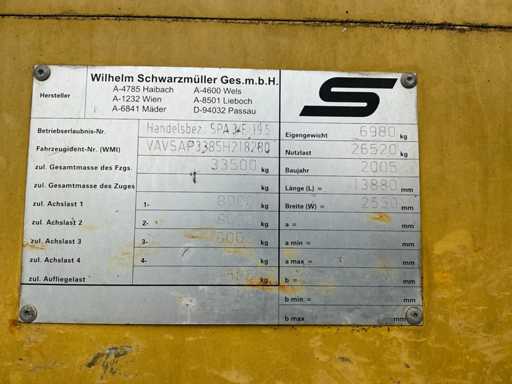 Wilhelm Schwarzmüller Ges.m.b.H.
Hersteller
A-4785 Haibach A-4600 Wels
A-1232 Wien A-8501 Lieboch
A-6841 Mäder D-94032 Passau
Betriebserlaubnis-Nr. Handelsbez.
Fahrzeugident-Nr. (WMI)
zul. Gesamtmasse des Fzgs. 33500 kg
zul. Gesamtmasse des Zuges kg
zul. Achslast 1 1- 8000 kg
zul. Achslast 2 2- kg
zul. Achslast 3 3- kg
zul. Achslast 4 4- kg
zul. Aufliegelast kg
S
Eigengewicht 6980 kg
Nutzlast 26520 kg
Baujahr 2005
Länge (L) = 13880 mm
Breite (W) = 2550 mm
a = mm
a min = mm
a max = mm
b = mm
b min = mm
b max mm